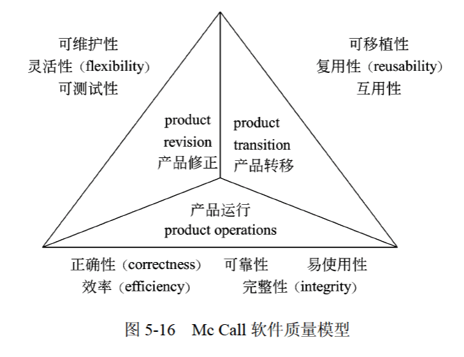 可维护性
灵活性（flexibility）
可测试性
可移植性
复用性（reusability）
互用性
product
revision
产品修正
product
transition
产品转移
产品运行
product operations
正确性（correctness） 可靠性 易使用性
效率（efficiency） 完整性（integrity）
图 5-16 Mc Call 软件质量模型